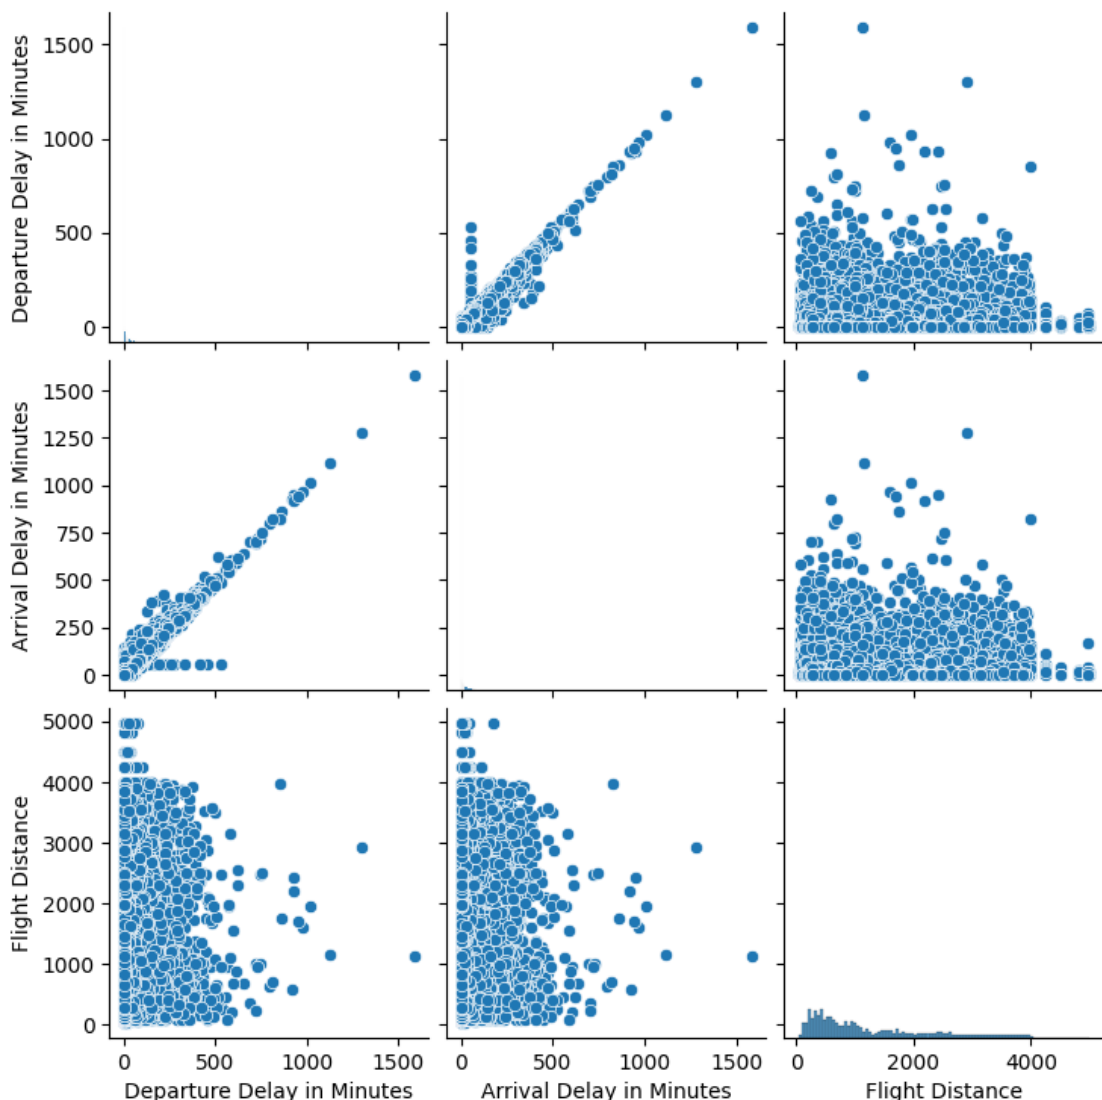 Departure Delay in Minutes
1500
1000
500
0
Arrival Delay in Minutes
1500
1250
1000
750
500
250
0
Flight Distance
5000
4000
3000
2000
1000
0
0 500 1000 1500
0 500 1000 1500
0 2000 4000
Departure Delay in Minutes
Arrival Delay in Minutes
Flight Distance